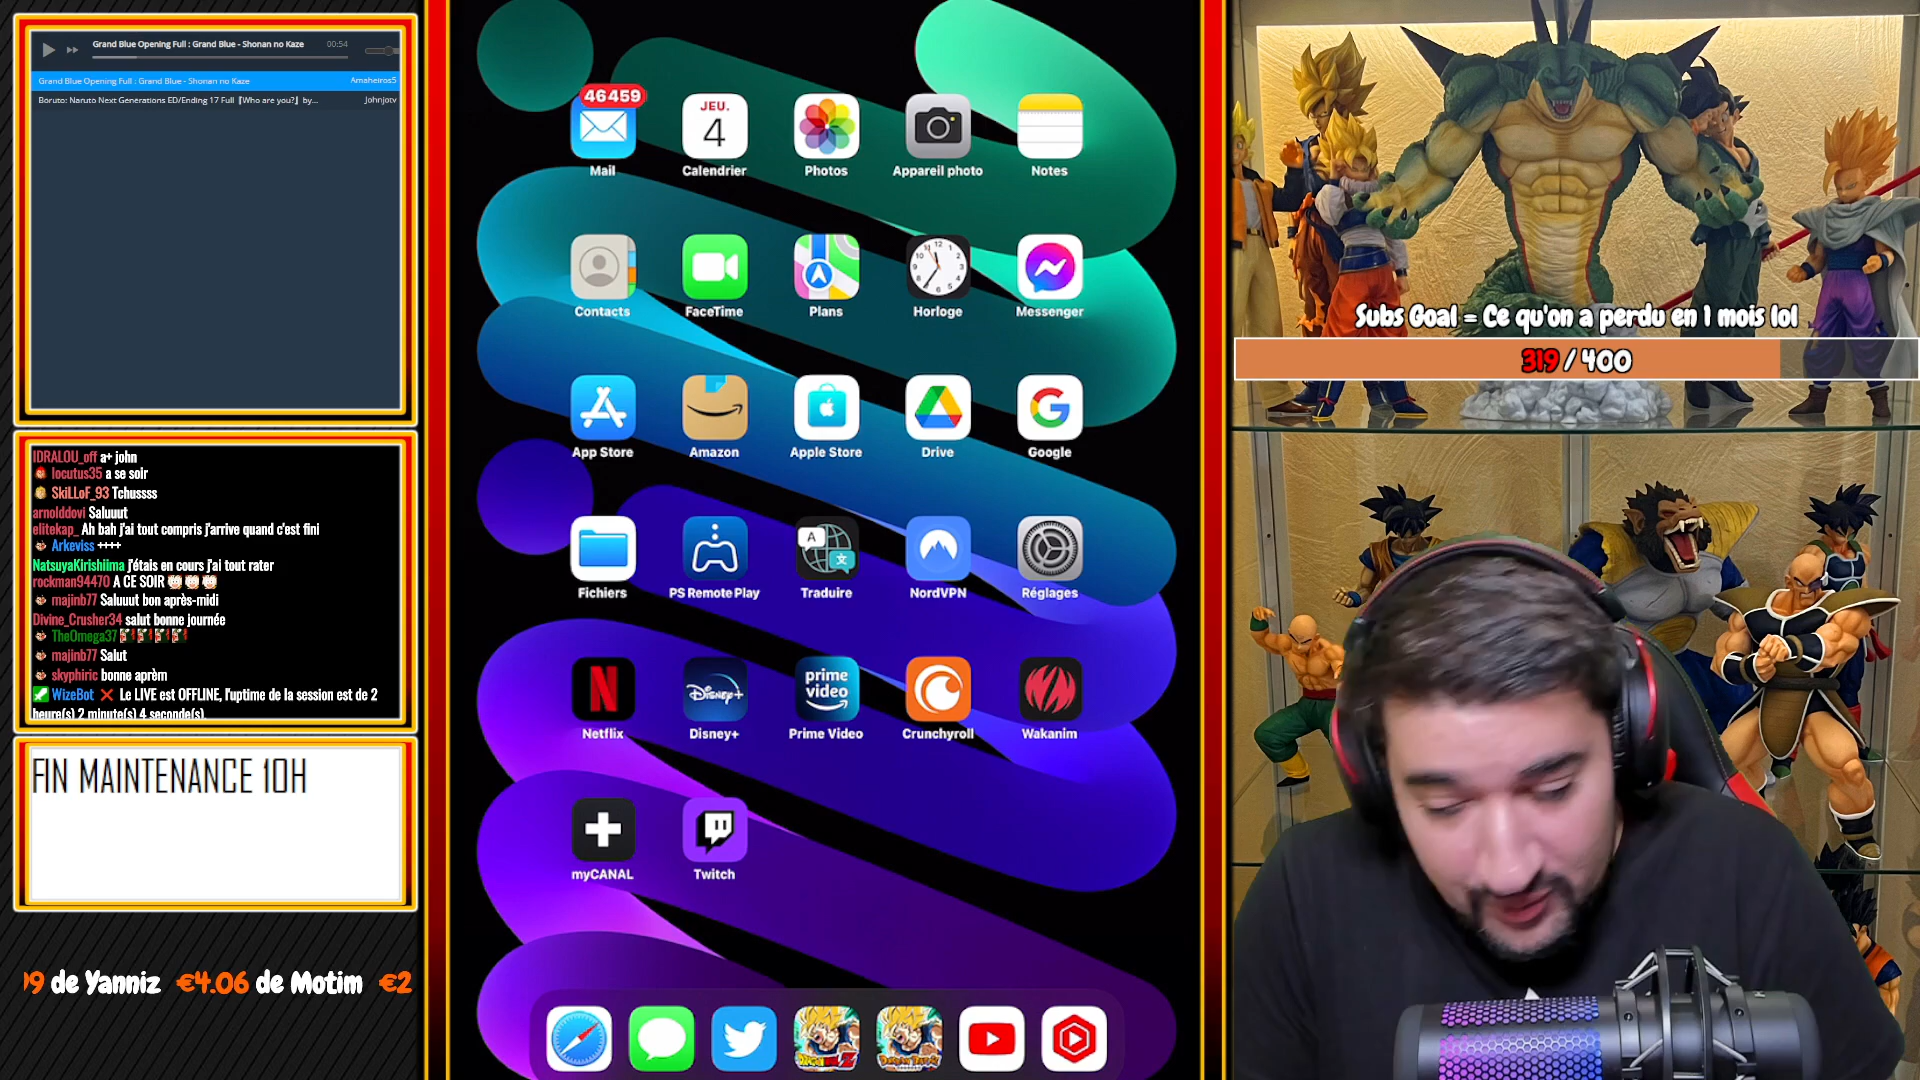 Grand Blue Opening Full : Grand Blue - Shonan no Kaze 00:54
Grand Blue Opening Full : Grand Blue - Shonan no Kaze Amaheiros5
Boruto: Naruto Next Generations ED/Ending 17 Full『Who are you?』by... Johnjotv
IDRALOU_off a+ john
locutus35 a se soir
SkiLLoF_93 Tchussss
arnolddovi Saluuut
elitekap_ Ah bah j'ai tout compris j'arrive quand c'est fini
Arkeviss ++++
NatsuyaKirishiima j'étais en cours j'ai tout rater
rockman94470 A CE SOIR
majinb77 Saluuut bon après-midi
Divine_Crusher34 salut bonne journée
TheOmega37
majinb77 Salut
skyphiric bonne aprèm
WizeBot Le LIVE est OFFLINE, l'uptime de la session est de 2
heure(s) 2 minute(s) 4 seconde(s).
FIN MAINTENANCE 10H
9 de Yanniz €4.06 de Motim €2
46459
JEU.
4
Mail Calendrier Photos Appareil photo Notes
Contacts FaceTime Plans Horloge Messenger
App Store Amazon Apple Store Drive Google
Fichiers PS Remote Play Traduire NordVPN Réglages
Disney+
prime
video
Netflix Disney+ Prime Video Crunchyroll Wakanim
myCANAL Twitch
Subs Goal = Ce qu'on a perdu en 1 mois lol
319 / 400